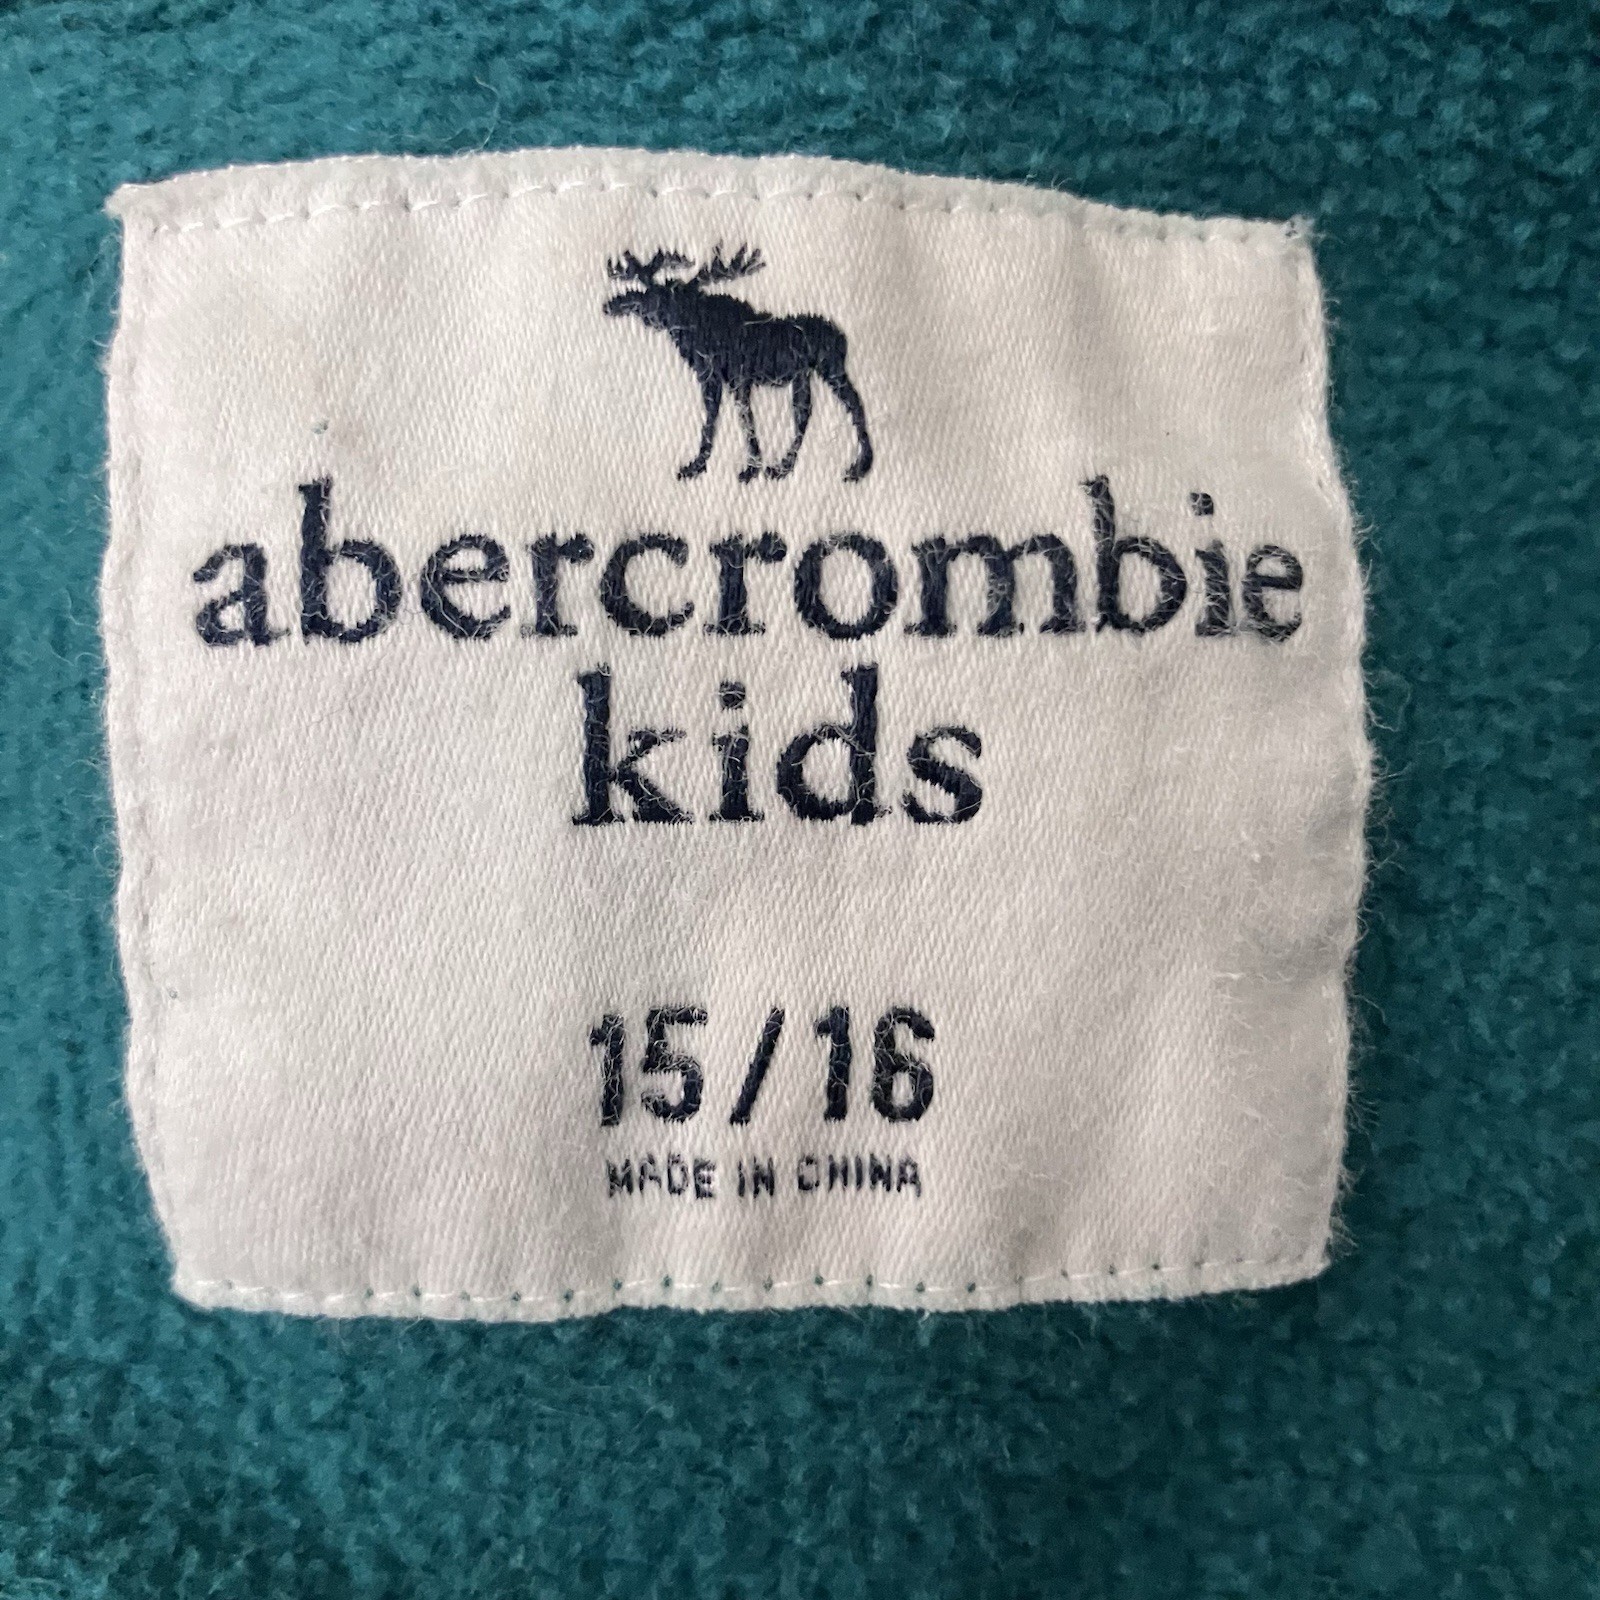 abercrombie
kids
15/16
MADE IN CHINA